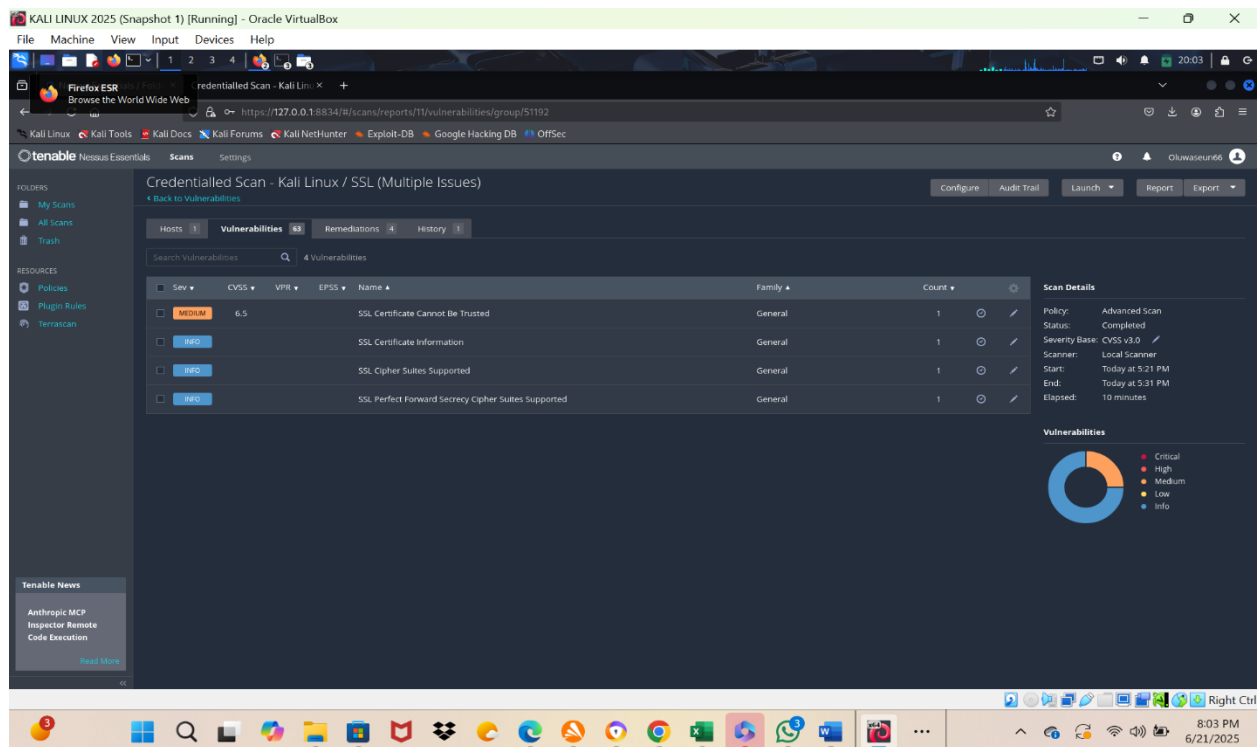 KALI LINUX 2025 (Snapshot 1) [Running] - Oracle VirtualBox
File Machine View Input Devices Help
1 2 3 4
20:03
Firefox ESR
Browse the World Wide Web
Credentialled Scan - Kali Lin
https://127.0.0.1:8834/#/scans/reports/11/vulnerabilities/group/51192
Kali Linux Kali Tools Kali Docs Kali Forums Kali NetHunter Exploit-DB Google Hacking DB OffSec
tenable Nessus Essentials Scans Settings
Oluwaseun66
FOLDERS
My Scans
All Scans
Trash
RESOURCES
Policies
Plugin Rules
Terrascan
Credentialled Scan - Kali Linux / SSL (Multiple Issues)
< Back to Vulnerabilities
Configure Audit Trail Launch Report Export
Hosts 1 Vulnerabilities 63 Remediations 4 History 1
Search Vulnerabilities 4 Vulnerabilities
Sev CVSS VPR EPSS Name Family Count
MEDIUM 6.5 SSL Certificate Cannot Be Trusted General 1
INFO SSL Certificate Information General 1
INFO SSL Cipher Suites Supported General 1
INFO SSL Perfect Forward Secrecy Cipher Suites Supported General 1
Scan Details
Policy: Advanced Scan
Status: Completed
Severity Base: CVSS v3.0
Scanner: Local Scanner
Start: Today at 5:21 PM
End: Today at 5:31 PM
Elapsed: 10 minutes
Vulnerabilities
Critical
High
Medium
Low
Info
Tenable News
Anthropic MCP
Inspector Remote
Code Execution
Read More
Right Ctrl
3
3
8:03 PM
6/21/2025